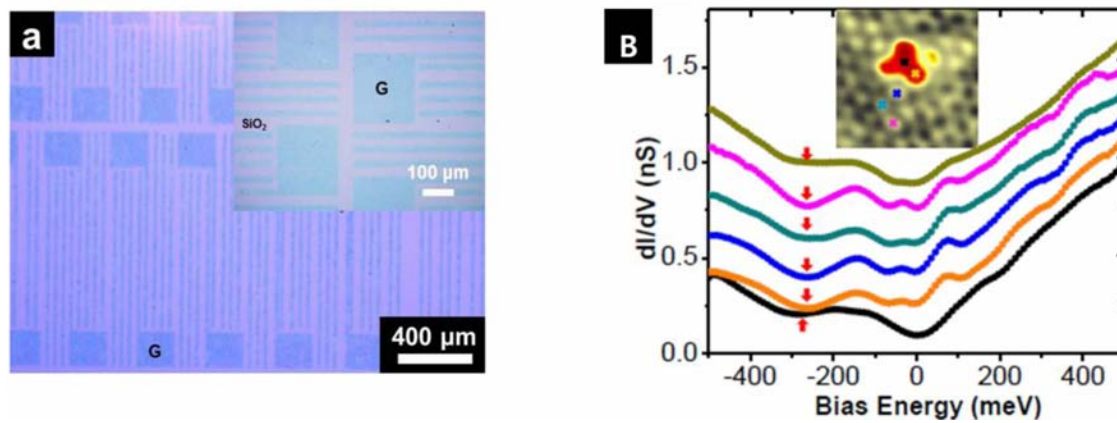 a
G
SiO₂
100 μm
400 μm
G
B
dI/dV (nS)
1.5
1.0
0.5
0.0
-400 -200 0 200 400
Bias Energy (meV)